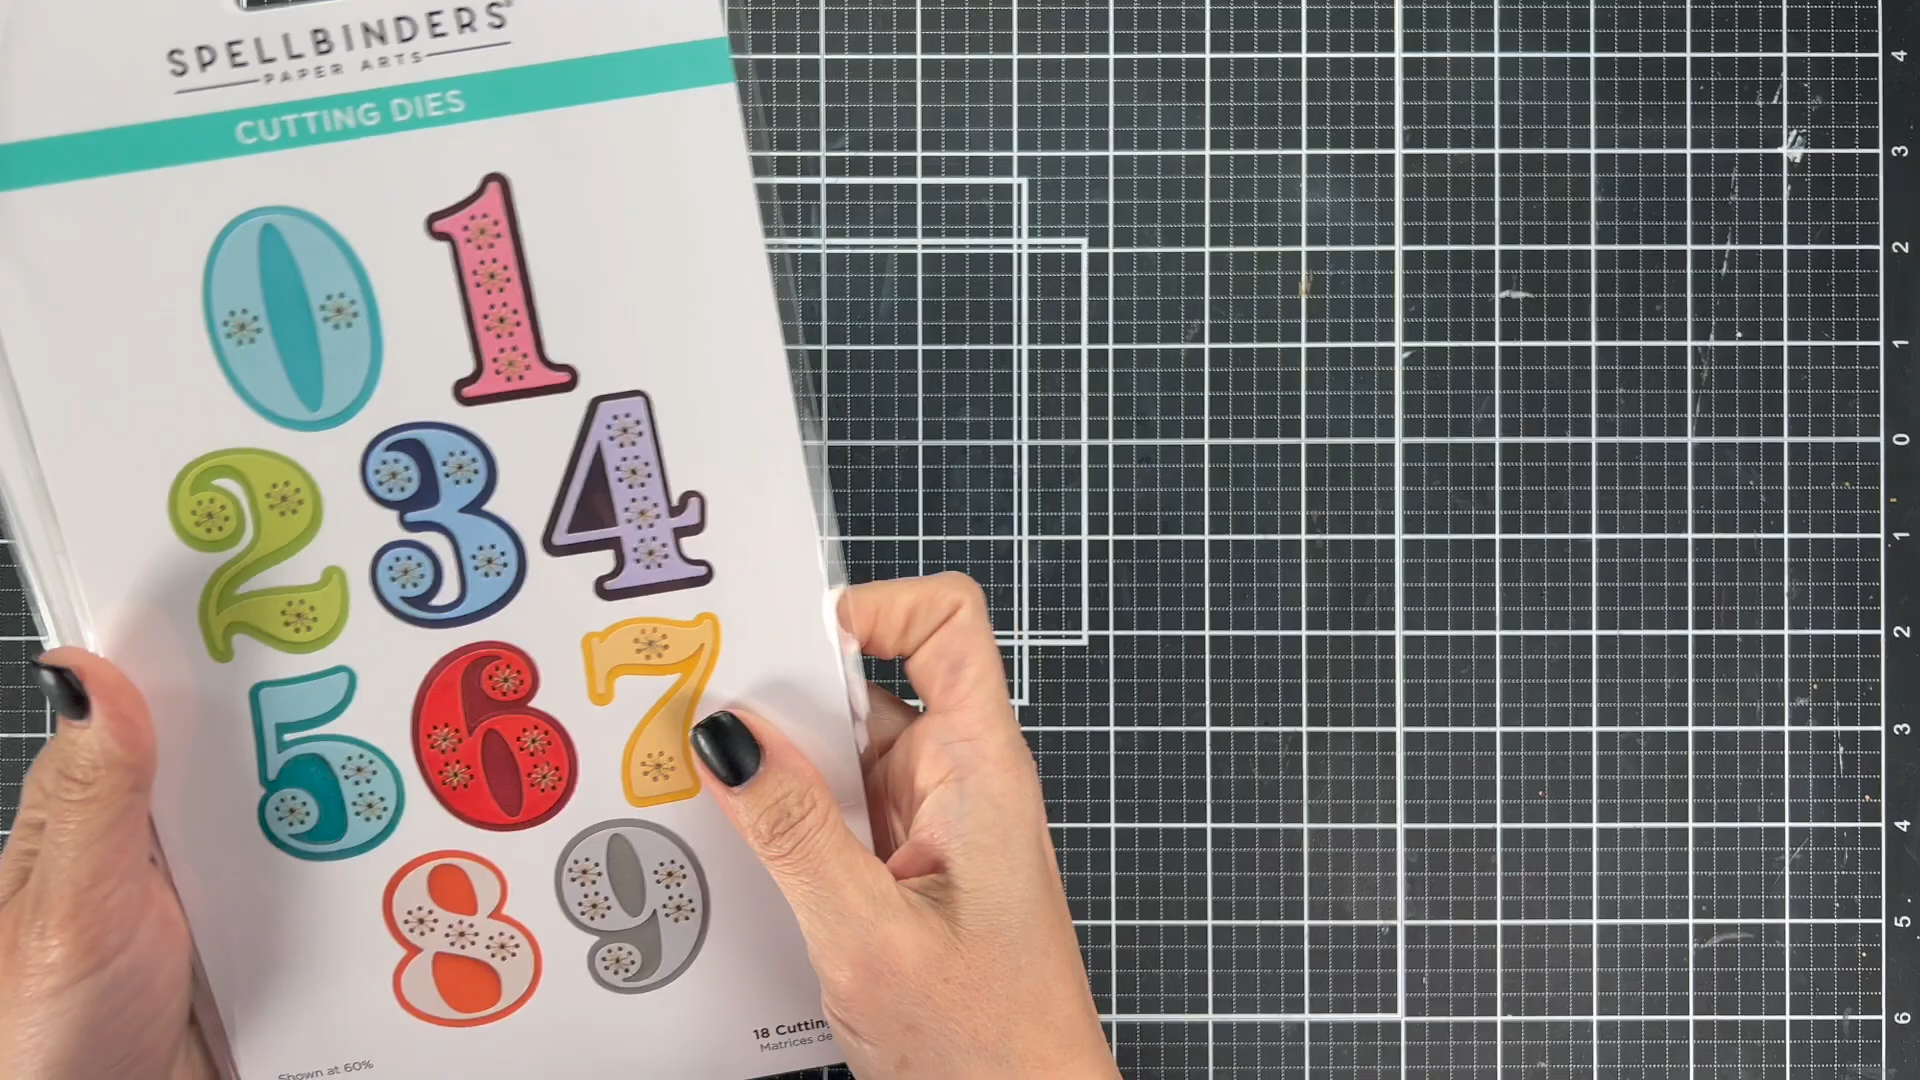 SPELLBINDERS®
PAPER ARTS
CUTTING DIES
0 1
2 3 4
5 6 7
8 9
18 Cuttin
Matrices de
Shown at 60%
4
3
2
1
0
1
2
3
4
5
6